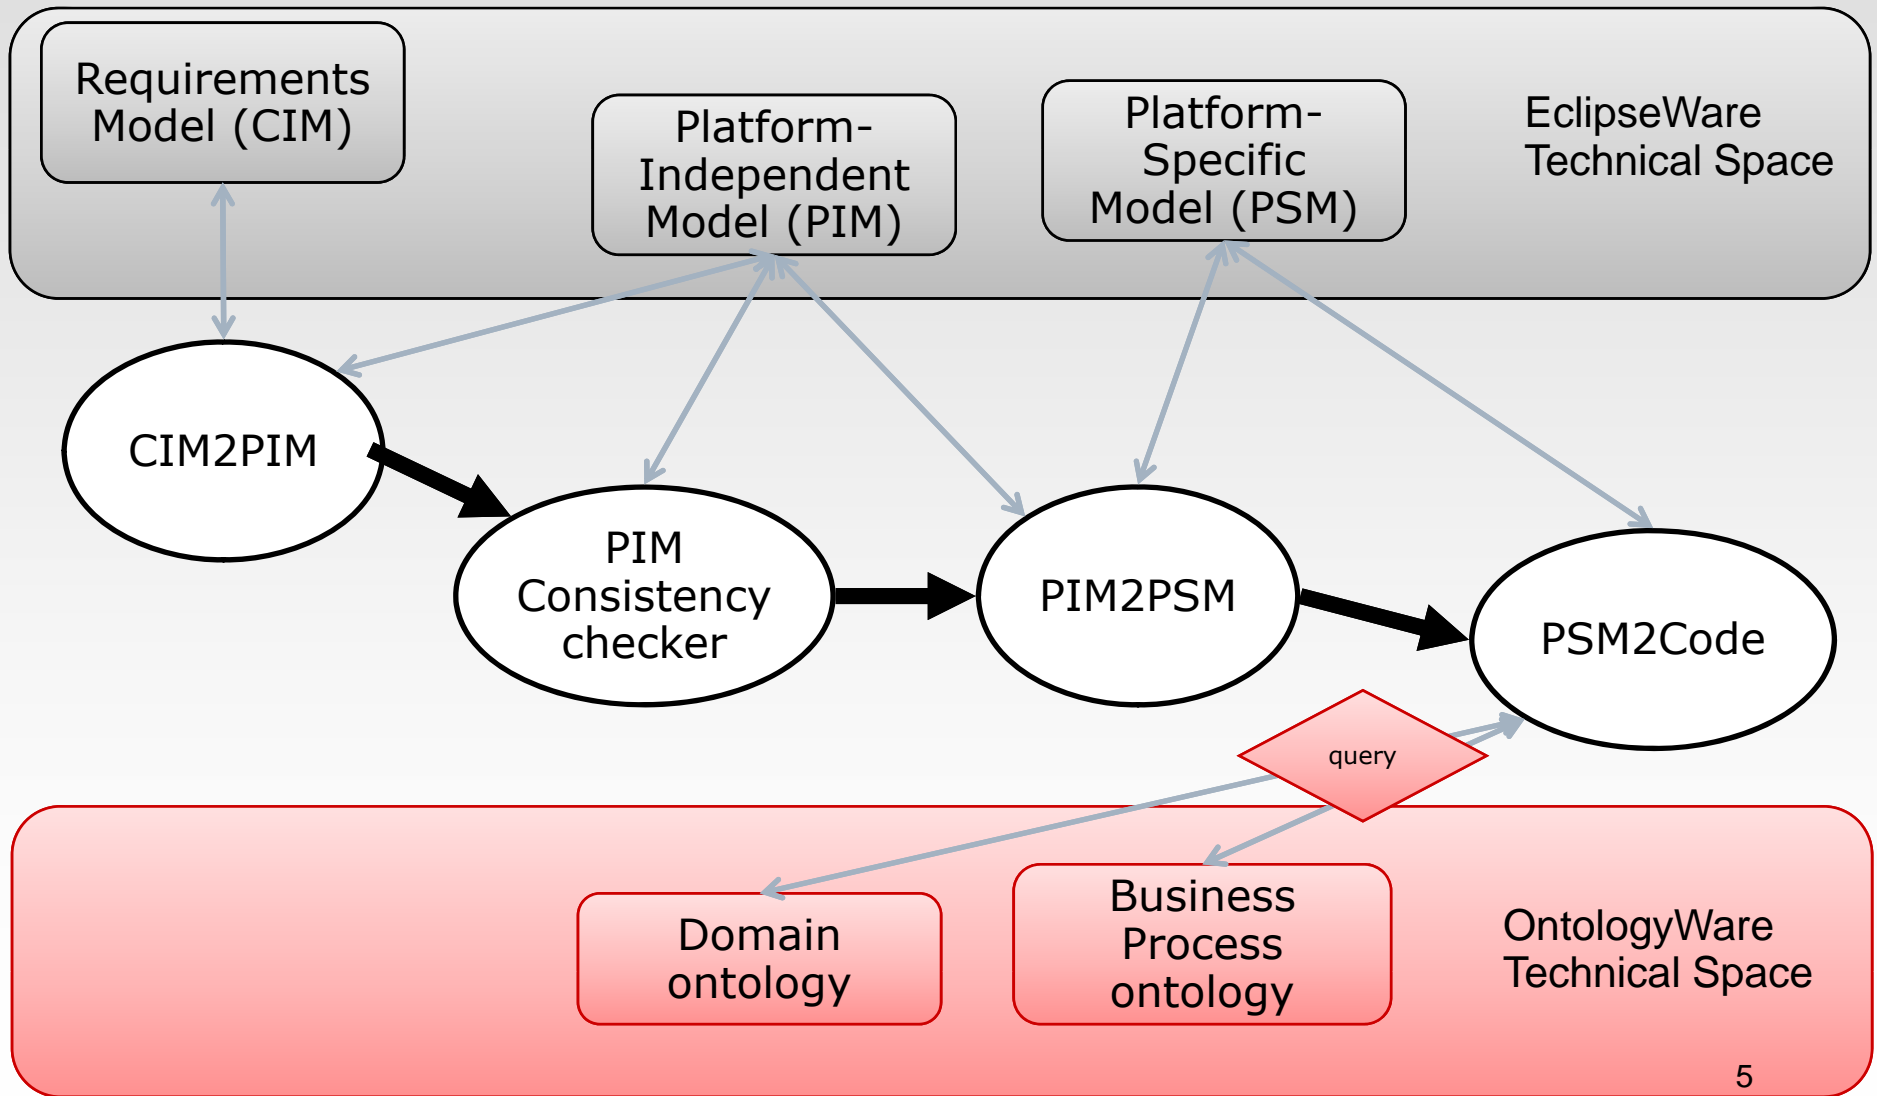 Requirements
Model (CIM)
Platform-
Independent
Model (PIM)
Platform-
Specific
Model (PSM)
EclipseWare
Technical Space
CIM2PIM
PIM
Consistency
checker
PIM2PSM
PSM2Code
query
Domain
ontology
Business
Process
ontology
OntologyWare
Technical Space
5